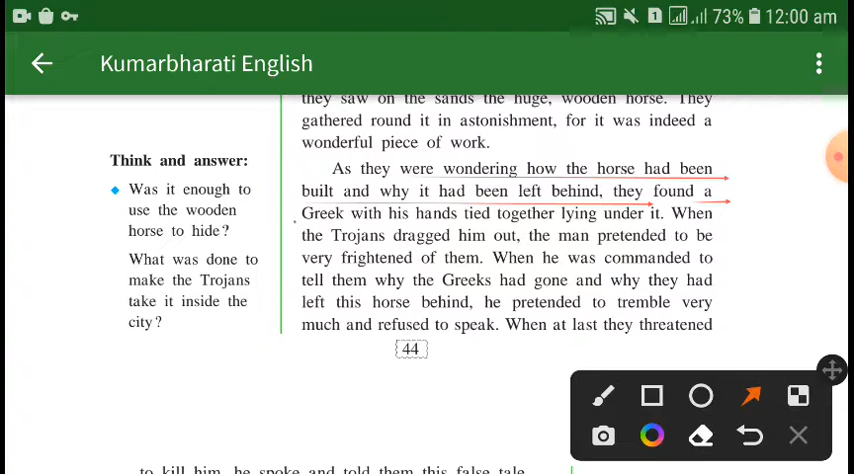 73% 12:00 am
Kumarbharati English
they saw on the sands the huge, wooden horse. They
gathered round it in astonishment, for it was indeed a
wonderful piece of work.
Think and answer:
Was it enough to
use the wooden
horse to hide?
What was done to
make the Trojans
take it inside the
city?
As they were wondering how the horse had been
built and why it had been left behind, they found a
Greek with his hands tied together lying under it. When
the Trojans dragged him out, the man pretended to be
very frightened of them. When he was commanded to
tell them why the Greeks had gone and why they had
left this horse behind, he pretended to tremble very
much and refused to speak. When at last they threatened
44
to kill him, he spoke and told them this false tale